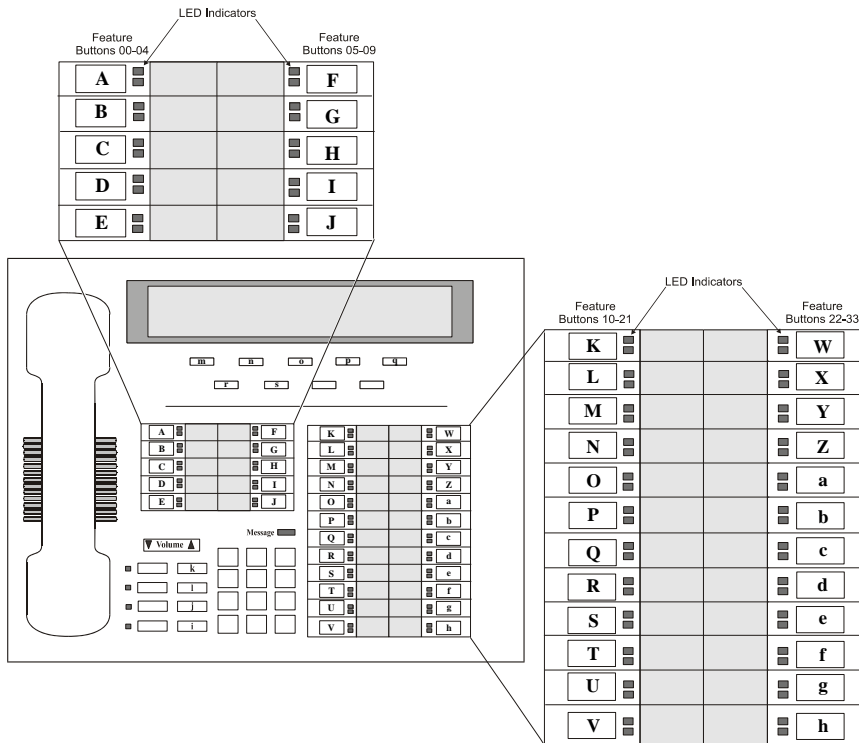 LED Indicators
Feature
Buttons 00-04
Feature
Buttons 05-09
A F
B G
C H
D I
E J
LED Indicators
Feature
Buttons 10-21
Feature
Buttons 22-33
K W
L X
M Y
N Z
O a
P b
Q c
R d
S e
T f
U g
V h
m n o p q
r s
A F
B G
C H
D I
E J
K W
L X
M Y
N Z
O a
P b
Q c
R d
S e
T f
U g
V h
Message
▼ Volume ▲
k
l
j
i